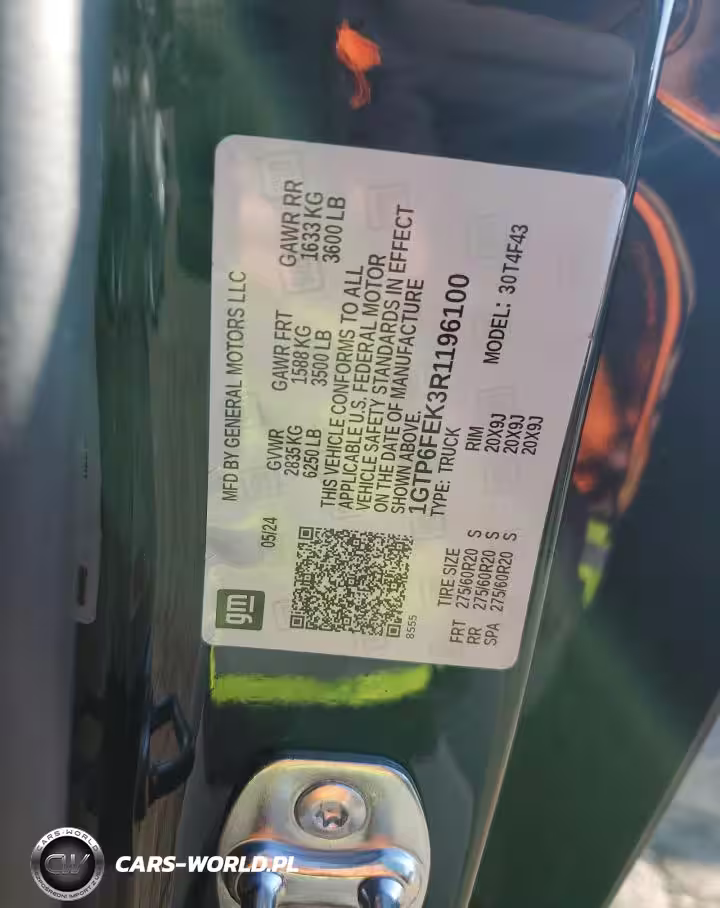 MFD BY GENERAL MOTORS LLC
05/24
GVWR GAWR FRT GAWR RR
2835 KG 1588 KG 1633 KG
6250 LB 3500 LB 3600 LB
THIS VEHICLE CONFORMS TO ALL
APPLICABLE U.S. FEDERAL MOTOR
VEHICLE SAFETY STANDARDS IN EFFECT
ON THE DATE OF MANUFACTURE
SHOWN ABOVE.
1GTP6FEK3R1196100
TYPE: TRUCK MODEL: 30T4F43
gm
8555
TIRE SIZE RIM
FRT 275/60R20 S 20X9J
RR 275/60R20 S 20X9J
SPA 275/60R20 S 20X9J
CARS-WORLD
CW
CARS-WORLD.PL